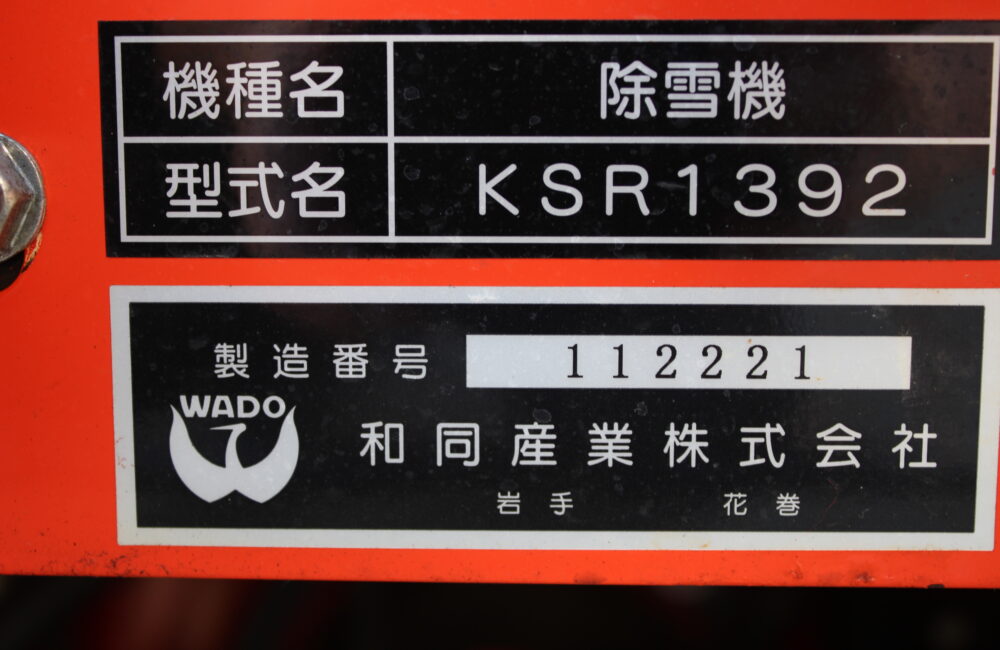 機種名 除雪機
型式名 KSR1392
製造番号 112221
WADO
和同産業株式会社
岩手 花巻